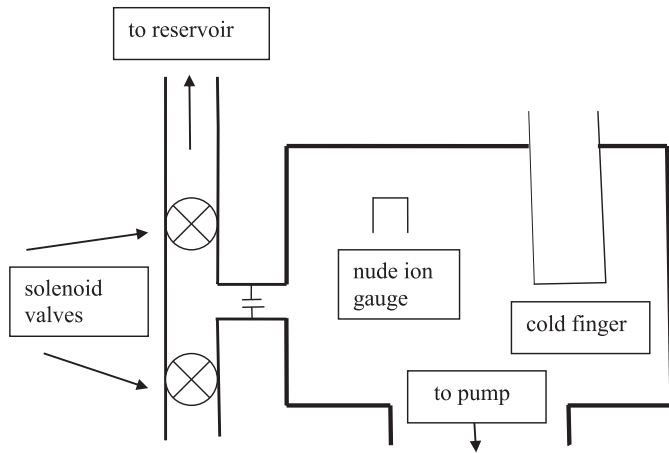 to reservoir
nude ion
gauge
solenoid
valves
cold finger
to pump